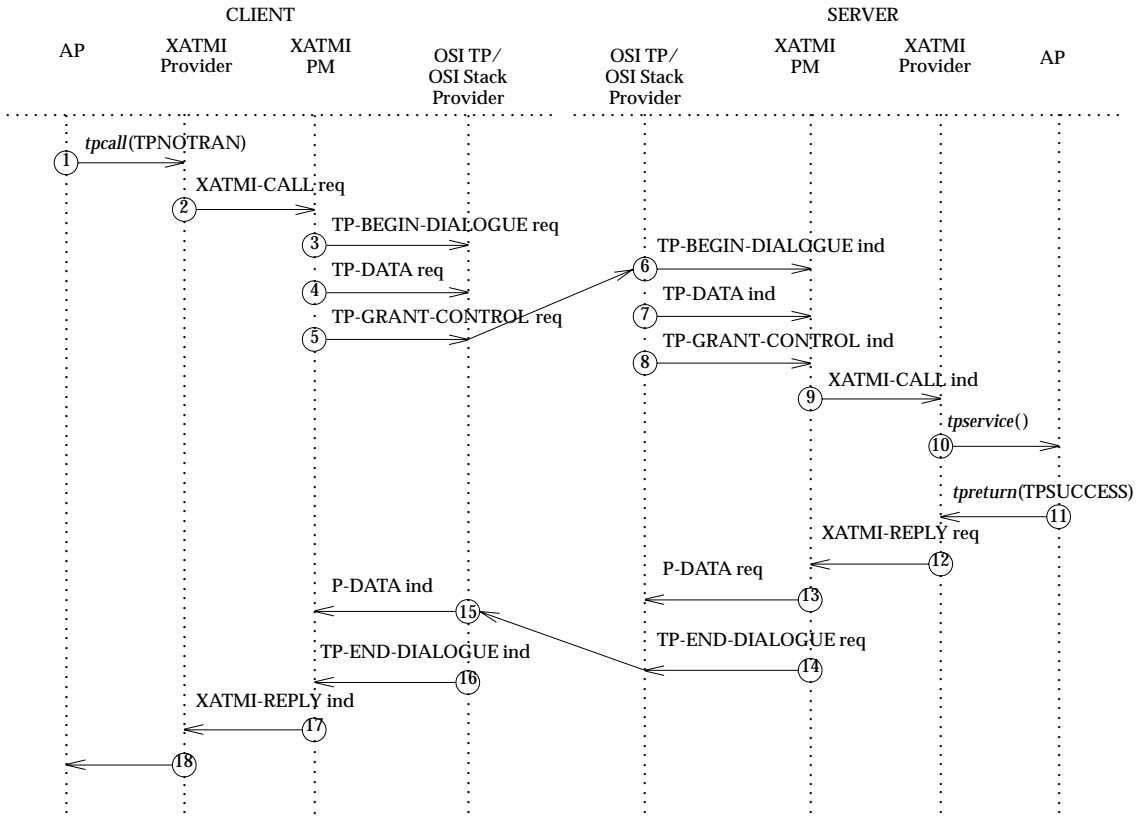 CLIENT
SERVER
AP
XATMI
Provider
XATMI
PM
OSI TP/
OSI Stack
Provider
OSI TP/
OSI Stack
Provider
XATMI
PM
XATMI
Provider
AP
tpcall(TPNOTRAN)
1
XATMI-CALL req
2
TP-BEGIN-DIALOGUE req
3
TP-BEGIN-DIALOGUE ind
6
TP-DATA req
4
TP-DATA ind
7
TP-GRANT-CONTROL req
5
TP-GRANT-CONTROL ind
8
XATMI-CALL ind
9
tpservice()
10
tpreturn(TPSUCCESS)
11
XATMI-REPLY req
12
P-DATA req
13
P-DATA ind
15
TP-END-DIALOGUE req
14
TP-END-DIALOGUE ind
16
XATMI-REPLY ind
17
18